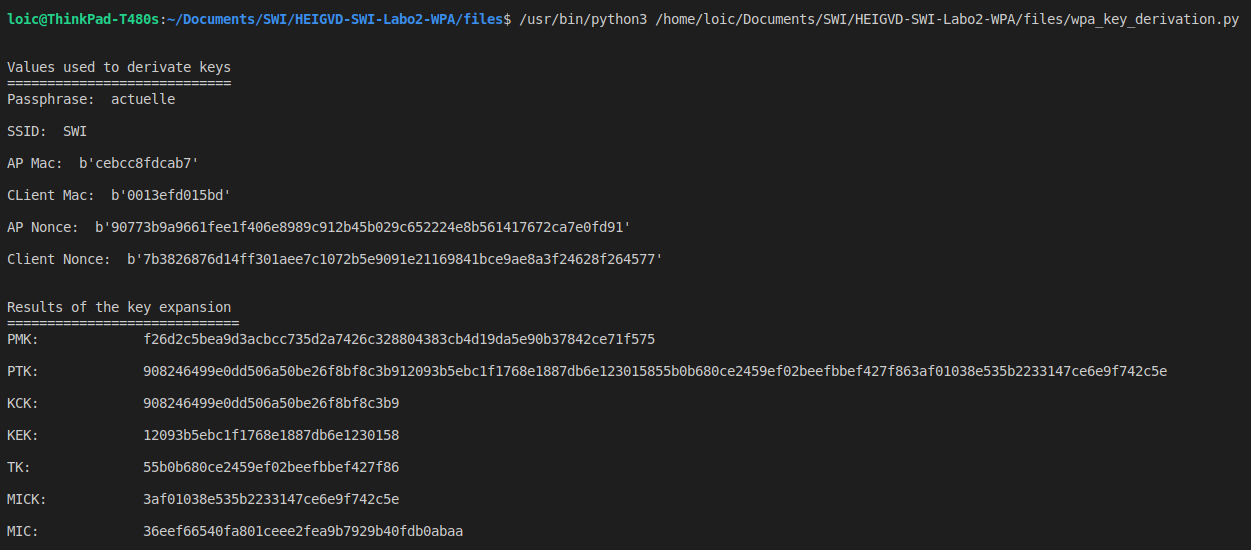 loic@ThinkPad-T480s:~/Documents/SWI/HEIGVD-SWI-Labo2-WPA/files$ /usr/bin/python3 /home/loic/Documents/SWI/HEIGVD-SWI-Labo2-WPA/files/wpa_key_derivation.py
Values used to derivate keys
============================
Passphrase:  actuelle
SSID:  SWI
AP Mac:  b'cebcc8fdcab7'
CLient Mac:  b'0013efd015bd'
AP Nonce:  b'90773b9a9661fee1f406e8989c912b45b029c652224e8b561417672ca7e0fd91'
Client Nonce:  b'7b3826876d14ff301aee7c1072b5e9091e21169841bce9ae8a3f24628f264577'
Results of the key expansion
=============================
PMK: f26d2c5bea9d3acbcc735d2a7426c328804383cb4d19da5e90b37842ce71f575
PTK: 908246499e0dd506a50be26f8bf8c3b912093b5ebc1f1768e1887db6e123015855b0b680ce2459ef02beefbbef427f863af01038e535b2233147ce6e9f742c5e
KCK: 908246499e0dd506a50be26f8bf8c3b9
KEK: 12093b5ebc1f1768e1887db6e1230158
TK: 55b0b680ce2459ef02beefbbef427f86
MICK: 3af01038e535b2233147ce6e9f742c5e
MIC: 36eef66540fa801ceee2fea9b7929b40fdb0abaa